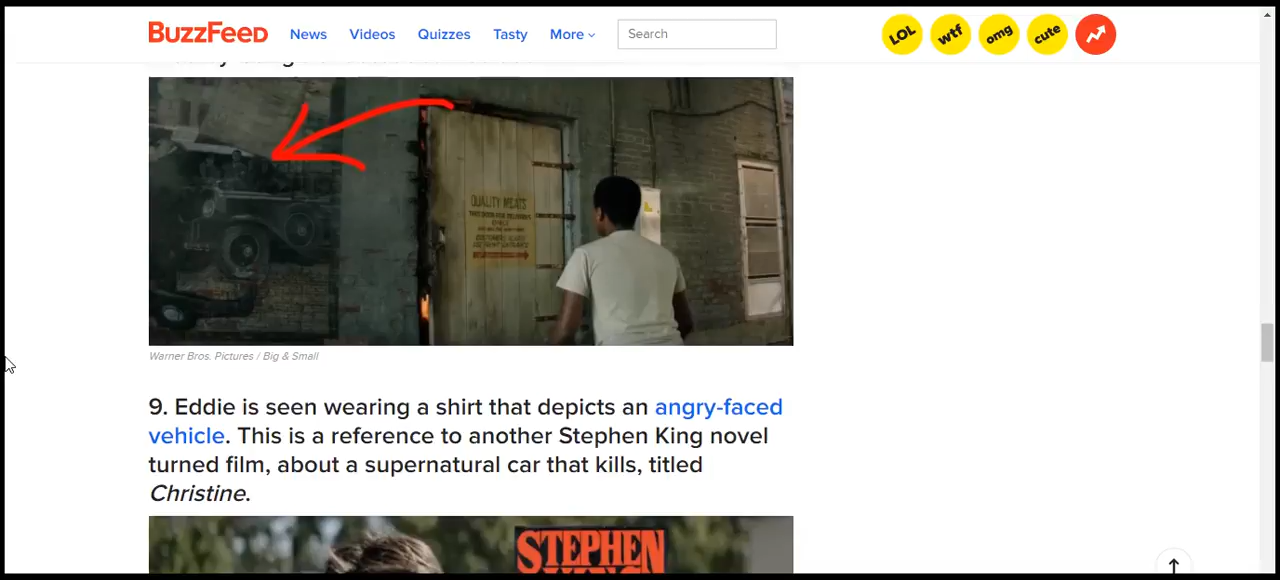 BuzzFeed News Videos Quizzes Tasty More Search LOL wtf omg cute
QUALITY MEATS
Warner Bros. Pictures / Big & Small
9. Eddie is seen wearing a shirt that depicts an angry-faced
vehicle. This is a reference to another Stephen King novel
turned film, about a supernatural car that kills, titled
Christine.
STEPHEN